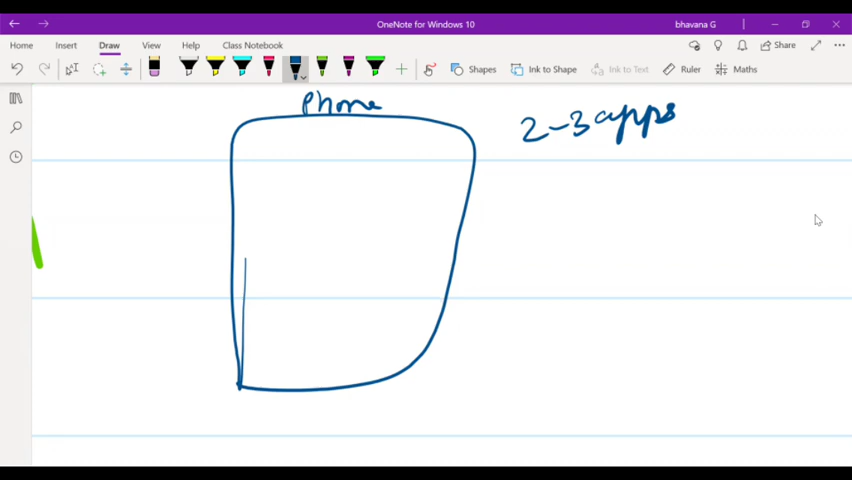 OneNote for Windows 10
bhavana G
Home Insert Draw View Help Class Notebook
Share
Shapes Ink to Shape Ink to Text Ruler Maths
Phone
2-3 apps